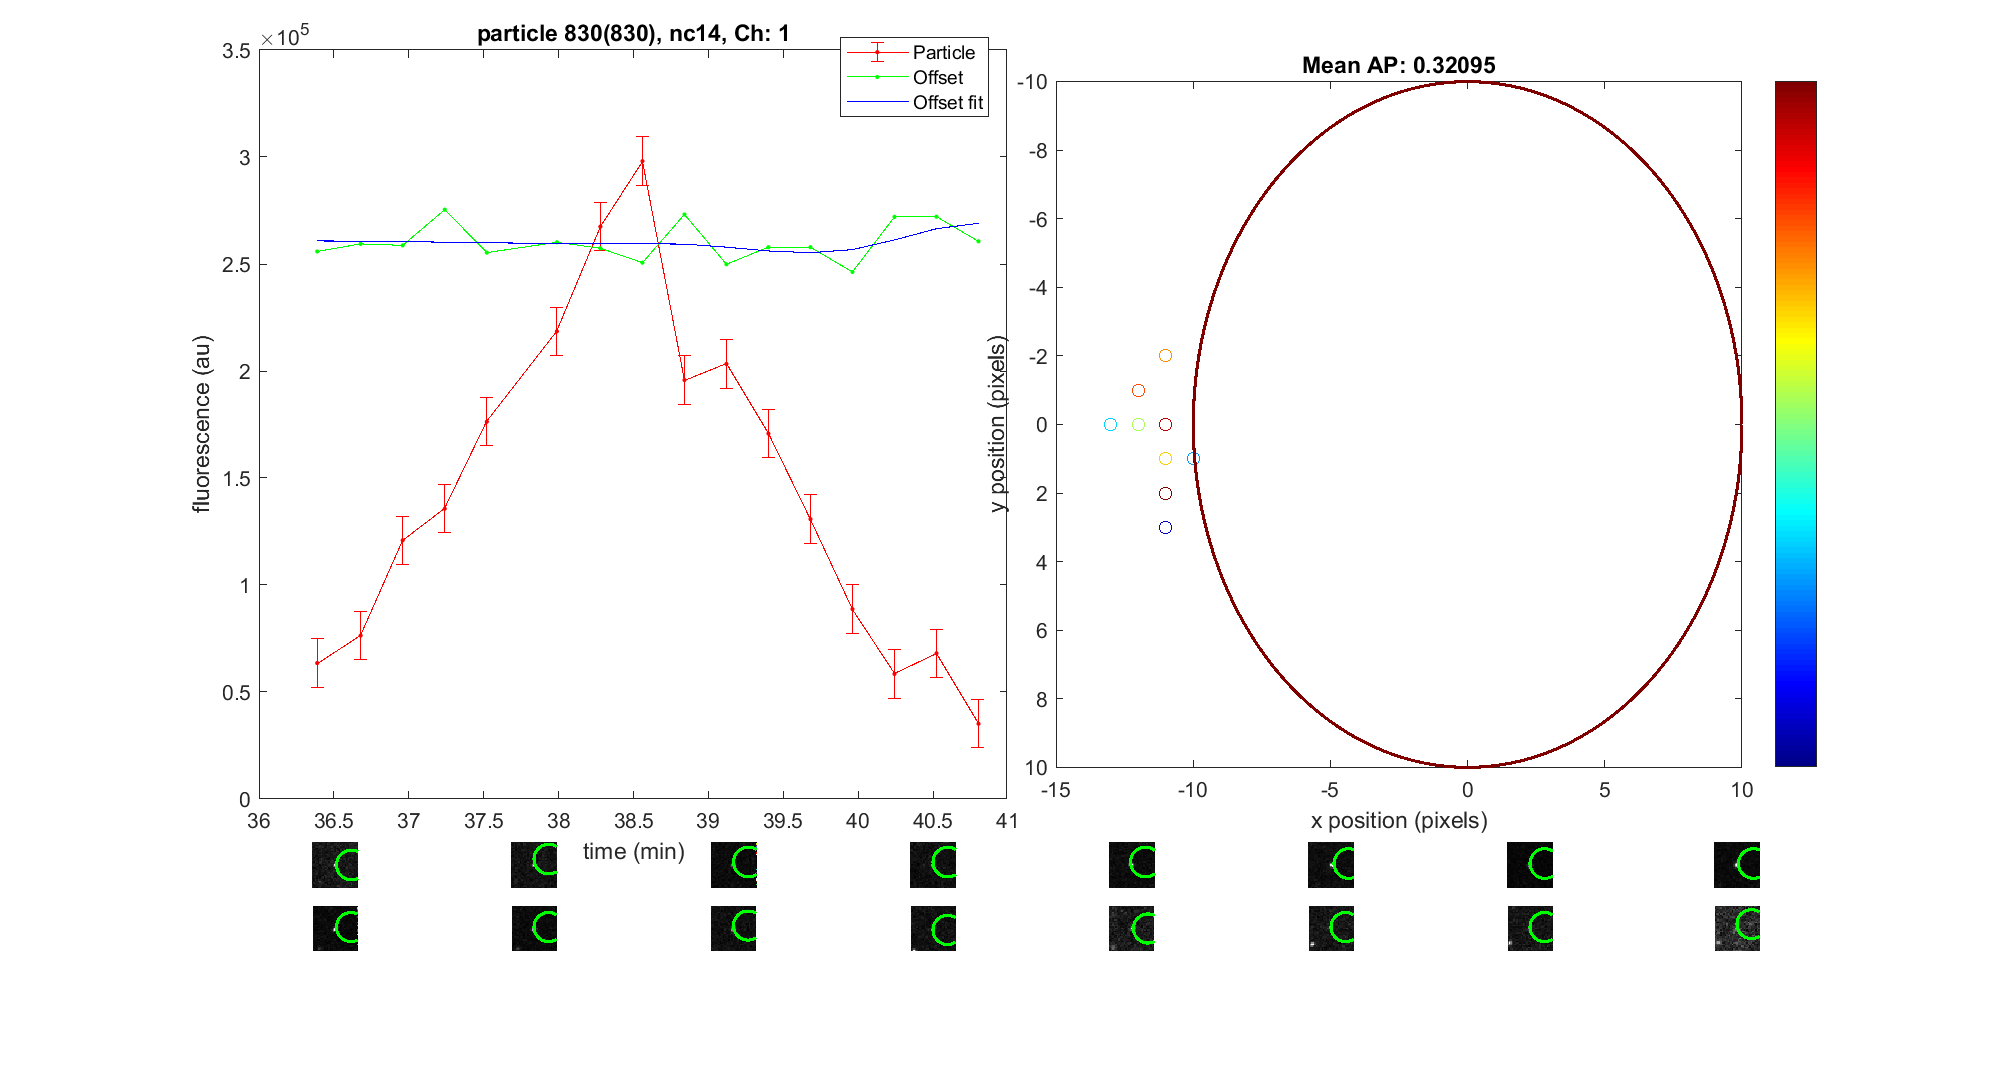 particle 830(830), nc14, Ch: 1
×10^5
3.5
3
2.5
2
1.5
1
0.5
0
fluorescence (au)
36 36.5 37 37.5 38 38.5 39 39.5 40 40.5 41
time (min)
Particle
Offset
Offset fit
Mean AP: 0.32095
-10
-8
-6
-4
-2
0
2
4
6
8
10
y position (pixels)
-15 -10 -5 0 5 10
x position (pixels)